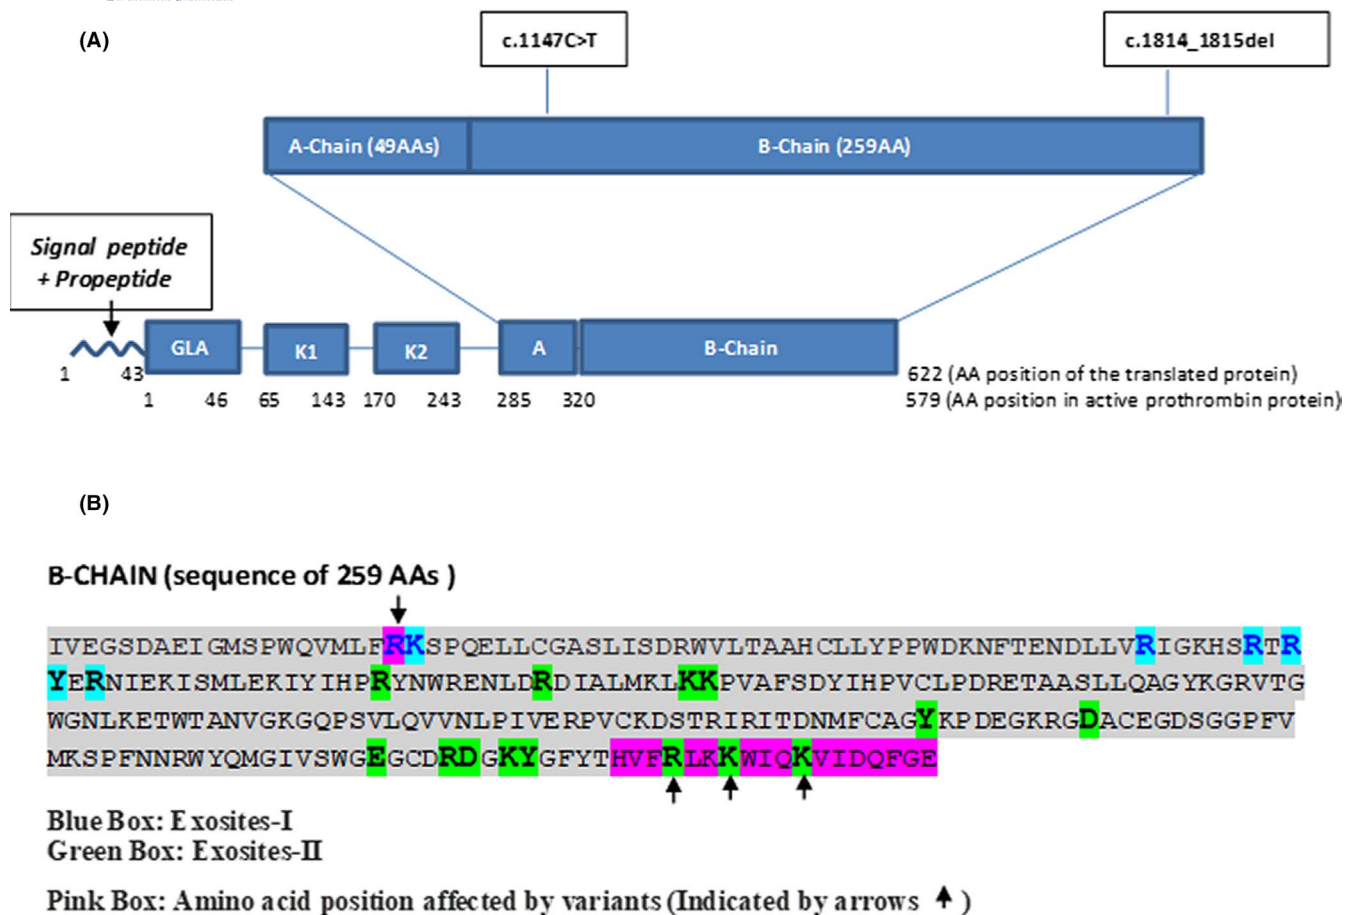 (A)
c.1147C>T
c.1814_1815del
A-Chain (49AAs)
B-Chain (259AA)
Signal peptide
+ Propeptide
GLA
K1
K2
A
B-Chain
1 43
622 (AA position of the translated protein)
1 46 65 143 170 243 285 320
579 (AA position in active prothrombin protein)
(B)
B-CHAIN (sequence of 259 AAs )
IVEGSDAEIGMSPWQVMLFRKSPQELLCGASLISDRWVLTAAHCLLYPPWDKNFTENDLLVRIGKHSRTR
YERNIEKISMLEKIYIHPRYNWRENLDRDIALMKLKKPVAFSDYIHPVCLPDRETAASLLQAGYKGRVTG
WGNLKETWTANVGKGQPSVLQVVNLPIVERPVCKDSTRIRITDNMFCAGYKPDEGKRGDACEGDSGGPFV
MKSPFNNRWYQMGIVSWGEGCDRDGKYGFYTHVFRLKKWIQKVIDQFGE
Blue Box: Exosites-I
Green Box: Exosites-II
Pink Box: Amino acid position affected by variants (Indicated by arrows )